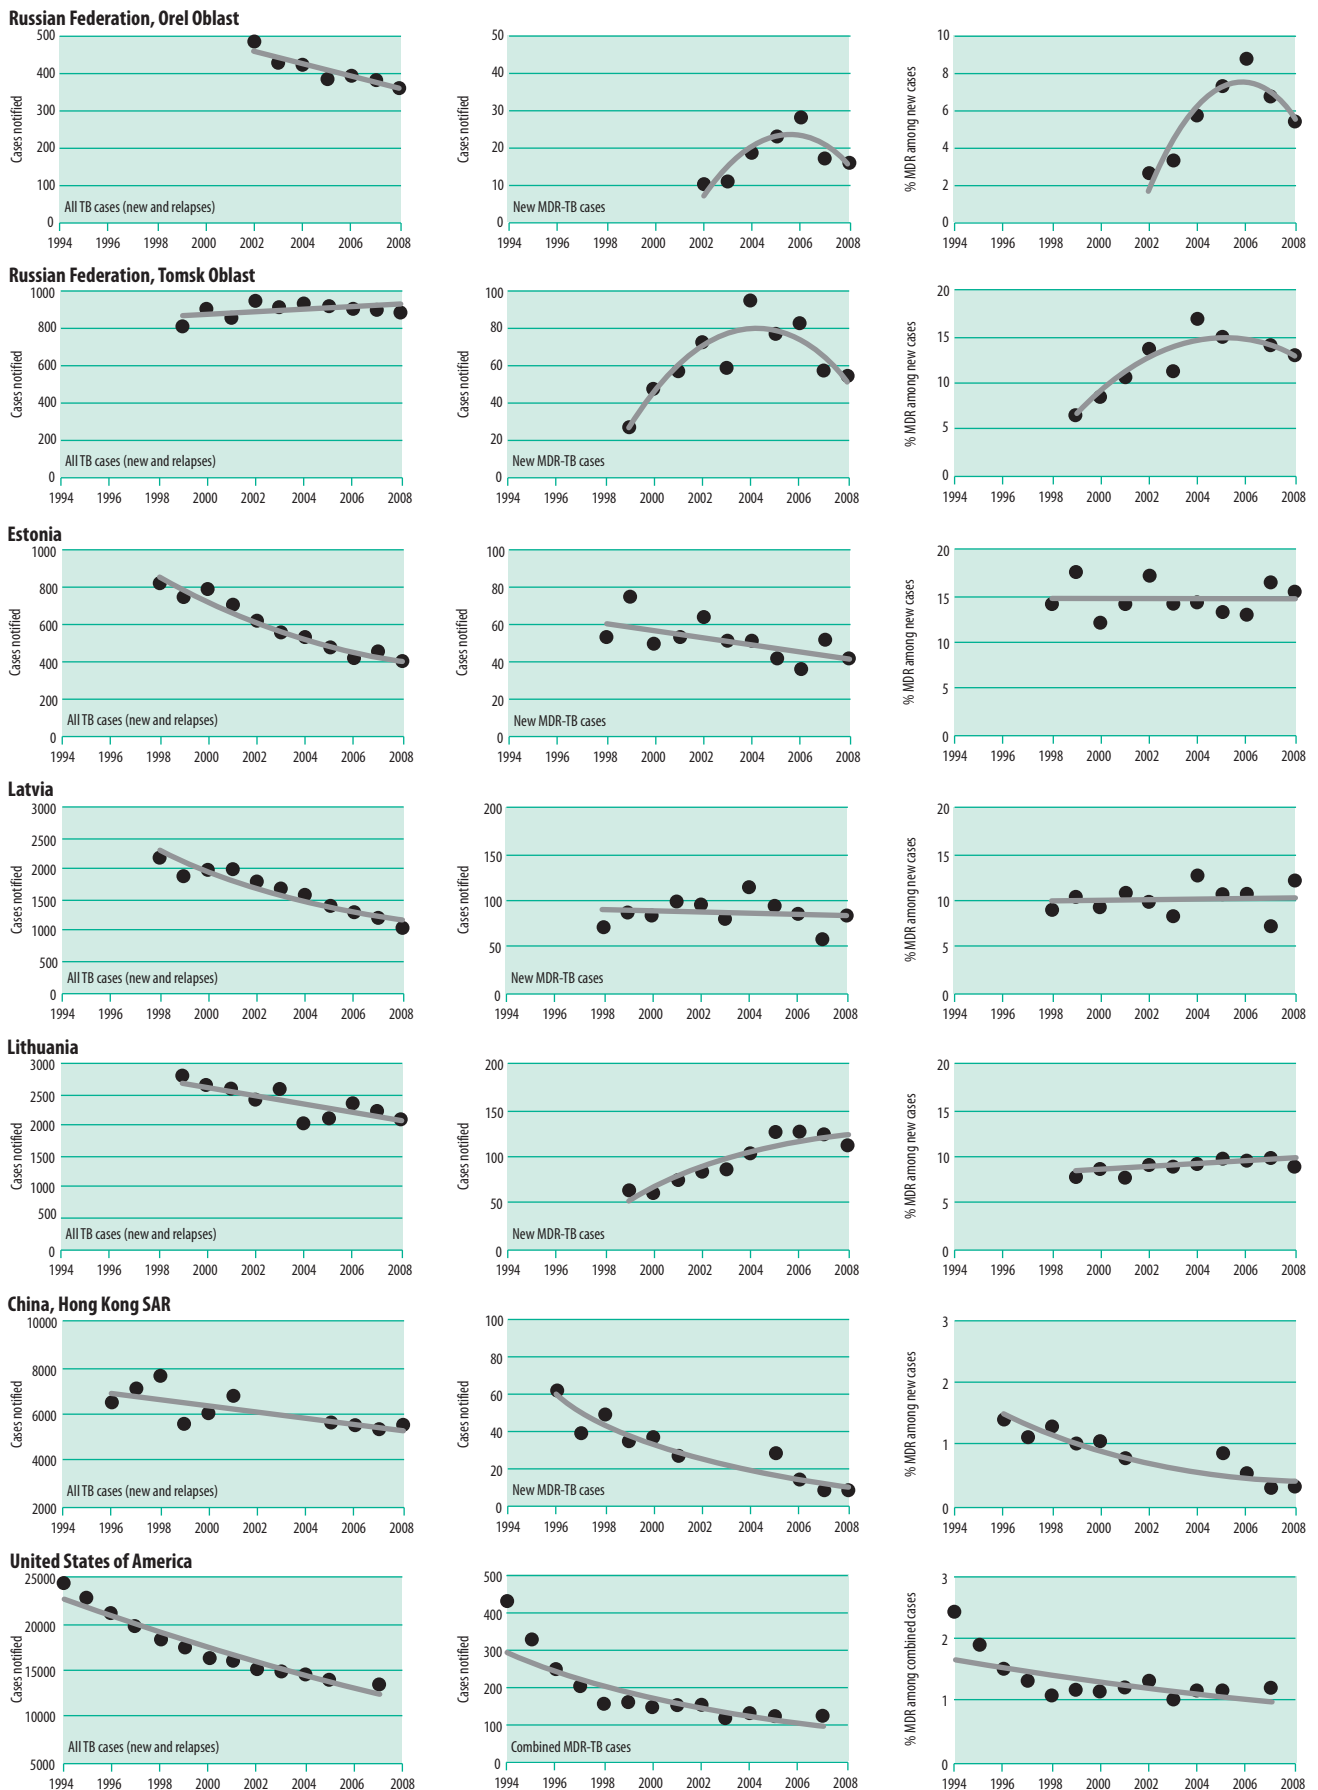 Russian Federation, Orel Oblast
Cases notified
500
400
300
200
100
0
All TB cases (new and relapses)
1994 1996 1998 2000 2002 2004 2006 2008
Cases notified
50
40
30
20
10
0
New MDR-TB cases
1994 1996 1998 2000 2002 2004 2006 2008
% MDR among new cases
10
8
6
4
2
0
1994 1996 1998 2000 2002 2004 2006 2008
Russian Federation, Tomsk Oblast
Cases notified
1000
800
600
400
200
0
All TB cases (new and relapses)
1994 1996 1998 2000 2002 2004 2006 2008
Cases notified
100
80
60
40
20
0
New MDR-TB cases
1994 1996 1998 2000 2002 2004 2006 2008
% MDR among new cases
20
15
10
5
0
1994 1996 1998 2000 2002 2004 2006 2008
Estonia
Cases notified
1000
800
600
400
200
0
All TB cases (new and relapses)
1994 1996 1998 2000 2002 2004 2006 2008
Cases notified
100
80
60
40
20
0
New MDR-TB cases
1994 1996 1998 2000 2002 2004 2006 2008
% MDR among new cases
20
15
10
5
0
1994 1996 1998 2000 2002 2004 2006 2008
Latvia
Cases notified
3000
2500
2000
1500
1000
500
0
All TB cases (new and relapses)
1994 1996 1998 2000 2002 2004 2006 2008
Cases notified
200
150
100
50
0
New MDR-TB cases
1994 1996 1998 2000 2002 2004 2006 2008
% MDR among new cases
20
15
10
5
0
1994 1996 1998 2000 2002 2004 2006 2008
Lithuania
Cases notified
3000
2500
2000
1500
1000
500
0
All TB cases (new and relapses)
1994 1996 1998 2000 2002 2004 2006 2008
Cases notified
200
150
100
50
0
New MDR-TB cases
1994 1996 1998 2000 2002 2004 2006 2008
% MDR among new cases
20
15
10
5
0
1994 1996 1998 2000 2002 2004 2006 2008
China, Hong Kong SAR
Cases notified
10000
8000
6000
4000
2000
All TB cases (new and relapses)
1994 1996 1998 2000 2002 2004 2006 2008
Cases notified
100
80
60
40
20
0
New MDR-TB cases
1994 1996 1998 2000 2002 2004 2006 2008
% MDR among new cases
3
2
1
0
1994 1996 1998 2000 2002 2004 2006 2008
United States of America
Cases notified
25000
20000
15000
10000
5000
All TB cases (new and relapses)
1994 1996 1998 2000 2002 2004 2006 2008
Cases notified
500
400
300
200
100
0
Combined MDR-TB cases
1994 1996 1998 2000 2002 2004 2006 2008
% MDR among combined cases
3
2
1
0
1994 1996 1998 2000 2002 2004 2006 2008